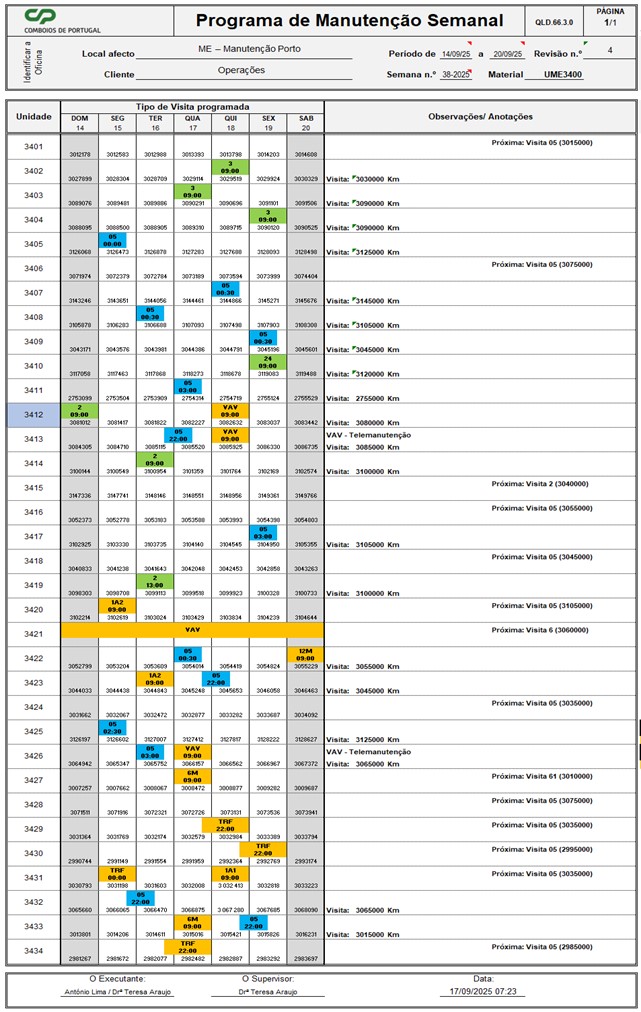 CP
COMBOIOS DE PORTUGAL
Programa de Manutenção Semanal
QLD.66.3.0
PÁGINA
1/1
Identificar a Oficina
Local afecto ME – Manutenção Porto Período de 14/09/25 a 20/09/25 Revisão n.º 4
Cliente Operações Semana n.º 38-2025 Material UME3400
Unidade Tipo de Visita programada Observações/ Anotações
DOM SEG TER QUA QUI SEX SAB
14 15 16 17 18 19 20
3401 Próxima: Visita 05 (3015000)
3012178 3012583 3012988 3013393 3013798 3014203 3014608
3402 3 09:00
3027899 3028304 3028709 3029114 3029519 3029924 3030329 Visita: 3030000 Km
3403 3 09:00
3089076 3089481 3089886 3090291 3090696 3091101 3091506 Visita: 3090000 Km
3404 3 09:00
3088095 3088500 3088905 3089310 3089715 3090120 3090525 Visita: 3090000 Km
3405 05 00:00
3126068 3126473 3126878 3127283 3127688 3128093 3128498 Visita: 3125000 Km
3406 Próxima: Visita 05 (3075000)
3071974 3072379 3072784 3073189 3073594 3073999 3074404
3407 05 00:30
3143246 3143651 3144056 3144461 3144866 3145271 3145676 Visita: 3145000 Km
3408 05 00:30
3105878 3106283 3106688 3107093 3107498 3107903 3108308 Visita: 3105000 Km
3409 05 00:30
3043171 3043576 3043981 3044386 3044791 3045196 3045601 Visita: 3045000 Km
3410 24 09:00
3117058 3117463 3117868 3118273 3118678 3119083 3119488 Visita: 3120000 Km
3411 05 03:00
2753099 2753504 2753909 2754314 2754719 2755124 2755529 Visita: 2755000 Km
3412 2 09:00 VAV 09:00
3081012 3081417 3081822 3082227 3082632 3083037 3083442 Visita: 3080000 Km
3413 05 22:00 VAV 09:00 VAV - Telemanutenção
3084305 3084710 3085115 3085520 3085925 3086330 3086735 Visita: 3085000 Km
3414 2 09:00
3100144 3100549 3100954 3101359 3101764 3102169 3102574 Visita: 3100000 Km
3415 Próxima: Visita 2 (3040000)
3147336 3147741 3148146 3148551 3148956 3149361 3149766
3416 Próxima: Visita 05 (3055000)
3052373 3052778 3053183 3053588 3053993 3054398 3054803
3417 05 03:00
3102925 3103330 3103735 3104140 3104545 3104950 3105355 Visita: 3105000 Km
3418 Próxima: Visita 05 (3045000)
3040833 3041238 3041643 3042048 3042453 3042858 3043263
3419 2 13:00
3098303 3098708 3099113 3099518 3099923 3100328 3100733 Visita: 3100000 Km
3420 1A2 09:00 Próxima: Visita 05 (3105000)
3102214 3102619 3103024 3103429 3103834 3104239 3104644
3421 VAV Próxima: Visita 6 (3060000)
3422 05 00:30 12M 09:00
3052799 3053204 3053609 3054014 3054419 3054824 3055229 Visita: 3055000 Km
3423 1A2 09:00 05 22:00
3044033 3044438 3044843 3045248 3045653 3046058 3046463 Visita: 3045000 Km
3424 Próxima: Visita 05 (3035000)
3031662 3032067 3032472 3032877 3033282 3033687 3034092
3425 05 02:30
3126197 3126602 3127007 3127412 3127817 3128222 3128627 Visita: 3125000 Km
3426 05 03:00 VAV 09:00 VAV - Telemanutenção
3064942 3065347 3065752 3066157 3066562 3066967 3067372 Visita: 3065000 Km
3427 6M 09:00 Próxima: Visita 61 (3010000)
3007257 3007662 3008067 3008472 3008877 3009282 3009687
3428 Próxima: Visita 05 (3075000)
3071511 3071916 3072321 3072726 3073131 3073536 3073941
3429 TRF 22:00 Próxima: Visita 05 (3035000)
3031364 3031769 3032174 3032579 3032984 3033389 3033794
3430 TRF 22:00 Próxima: Visita 05 (2995000)
2990744 2991149 2991554 2991959 2992364 2992769 2993174
3431 TRF 09:00 1A1 09:00 Próxima: Visita 05 (3035000)
3030793 3031198 3031603 3032008 3 032 413 3032818 3033223
3432 05 22:00
3065660 3066065 3066470 3066875 3 067 280 3067685 3068090 Visita: 3065000 Km
3433 6M 09:00 05 22:00
3013801 3014206 3014611 3015016 3015421 3015826 3016231 Visita: 3015000 Km
3434 TRF 22:00 Próxima: Visita 05 (2985000)
2981267 2981672 2982077 2982482 2982887 2983292 2983697
O Executante: O Supervisor: Data:
António Lima / Drª Teresa Araujo Drª Teresa Araujo 17/09/2025 07:23